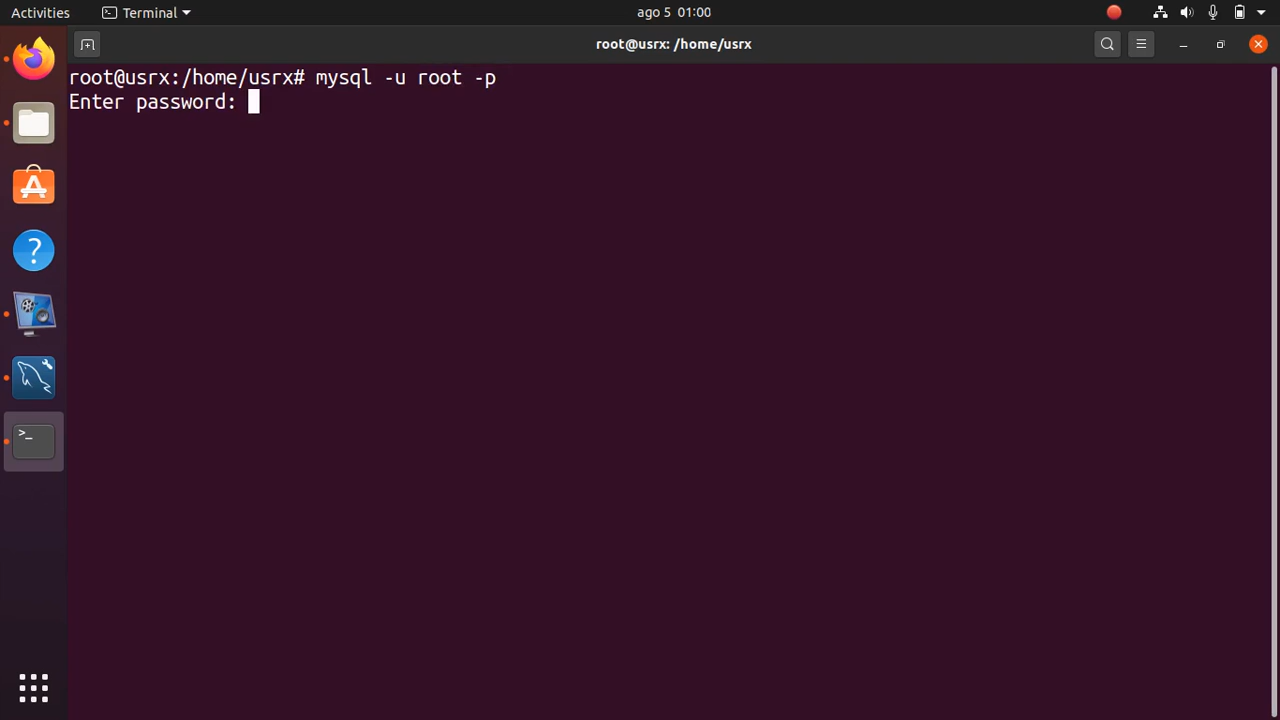 Activities
Terminal
ago 5 01:00
root@usrx: /home/usrx
root@usrx:/home/usrx# mysql -u root -p
Enter password: